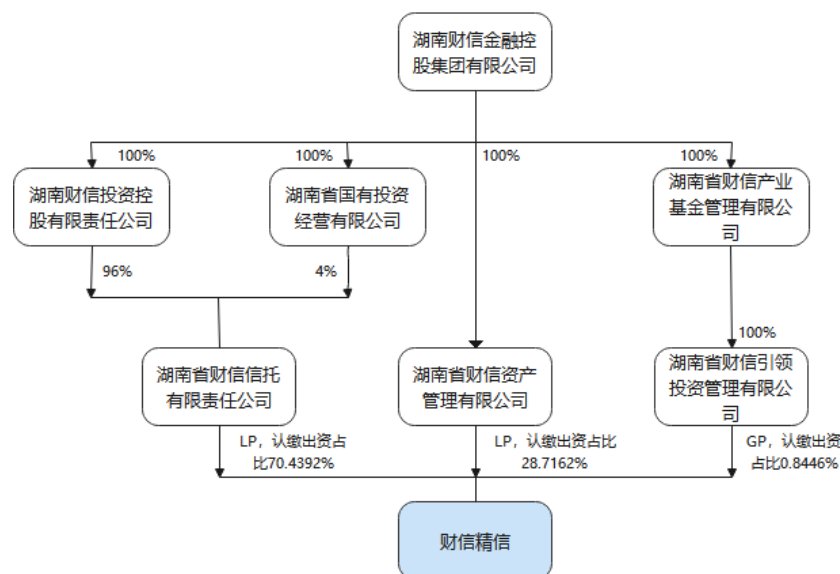 湖南财信金融控
股集团有限公司
100%
100%
100%
100%
湖南财信投资控
股有限责任公司
湖南省国有投资
经营有限公司
湖南省财信产业
基金管理有限公
司
96%
4%
100%
湖南省财信信托
有限责任公司
湖南省财信资产
管理有限公司
湖南省财信引领
投资管理有限公
司
LP，认缴出资占
比70.4392%
LP，认缴出资占比
28.7162%
GP，认缴出资
占比0.8446%
财信精信